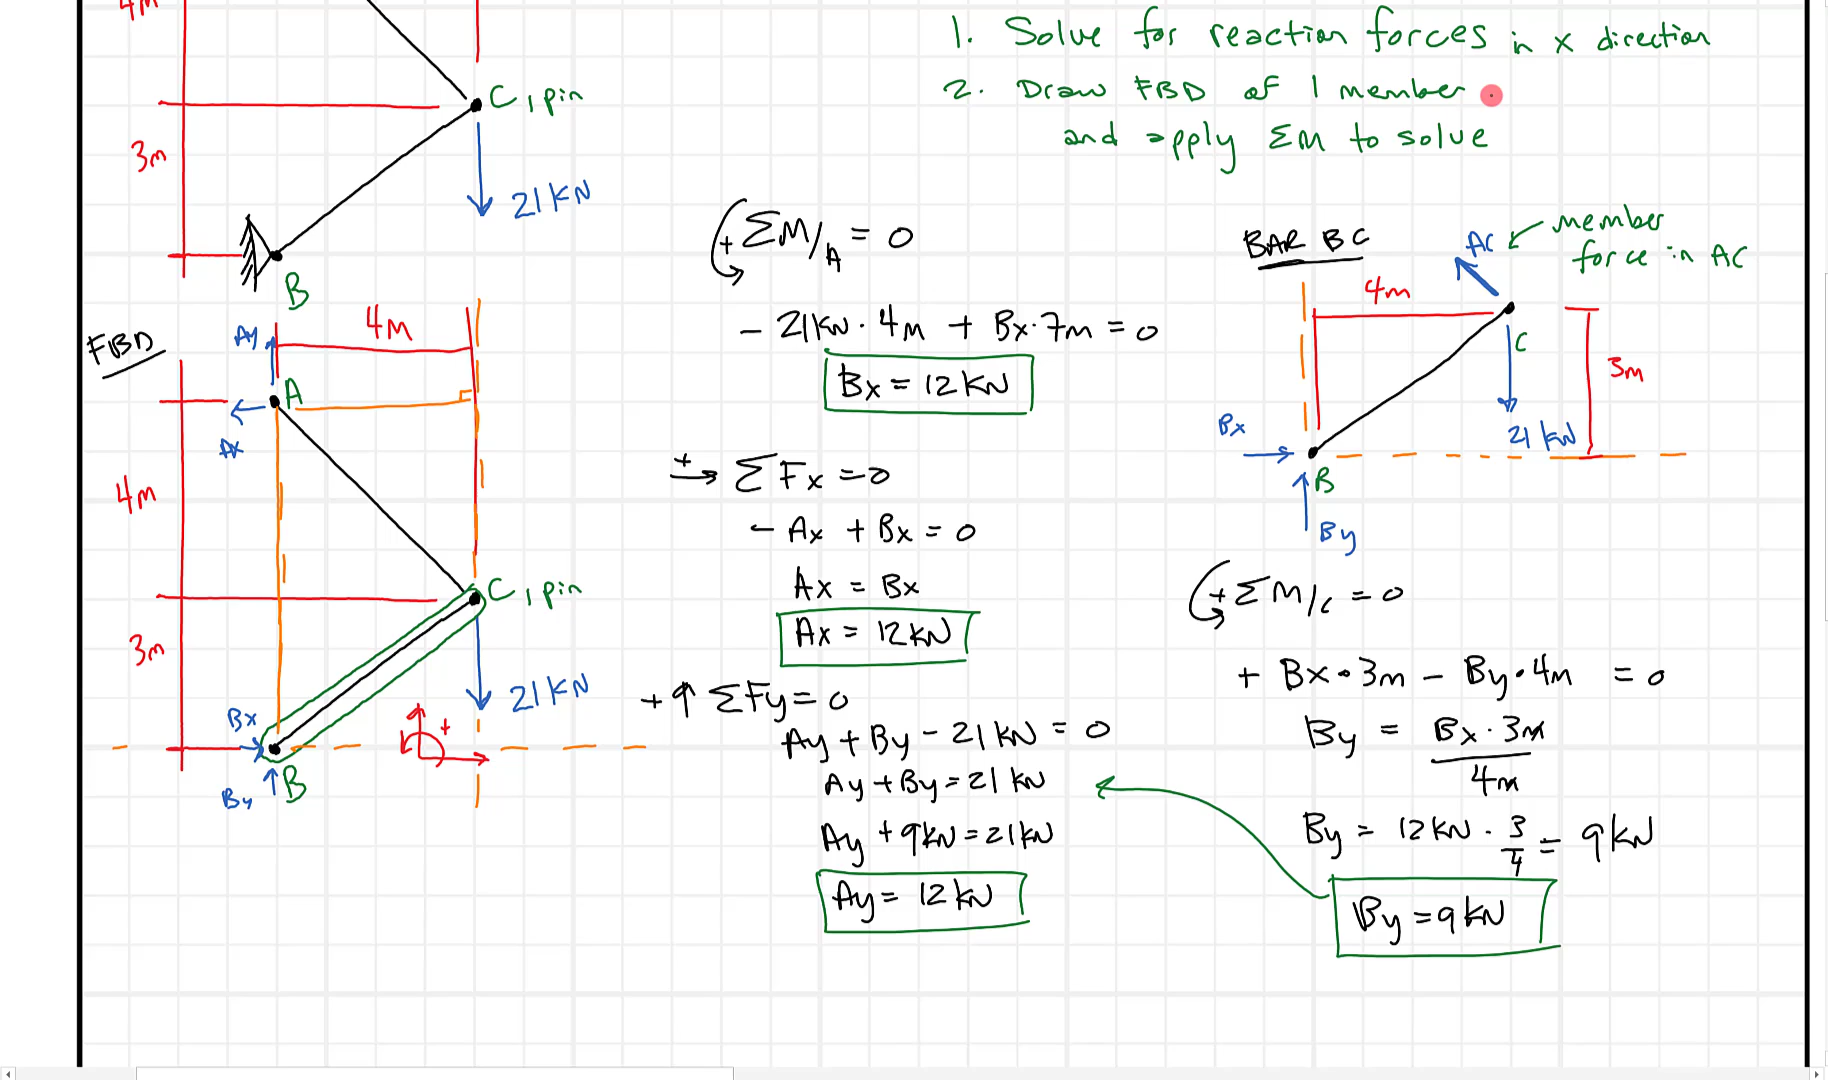 4M
1. Solve for reaction forces in x direction
2. Draw FBD of 1 member
and apply ΣM to solve
C, pin
3m
21 KN
B
FBD
Ay
4M
A
Ax
4m
C, pin
3m
21 KN
Bx
+
By
B
+ ΣM/A = 0
- 21kN · 4m + Bx · 7m = 0
Bx = 12 KN
+ → ΣFx = 0
- Ax + Bx = 0
Ax = Bx
Ax = 12 KN
+ ↑ ΣFy = 0
Ay + By - 21 KN = 0
Ay + By = 21 KN
Ay + 9KN = 21KN
Ay = 12 KN
BAR BC
AC
member
force in AC
4m
C
3m
Bx
21 kN
B
By
+ ΣM/c = 0
+ Bx · 3m - By · 4m = 0
By = Bx · 3m
4m
By = 12 KN · 3/4 = 9 KN
By = 9 KN